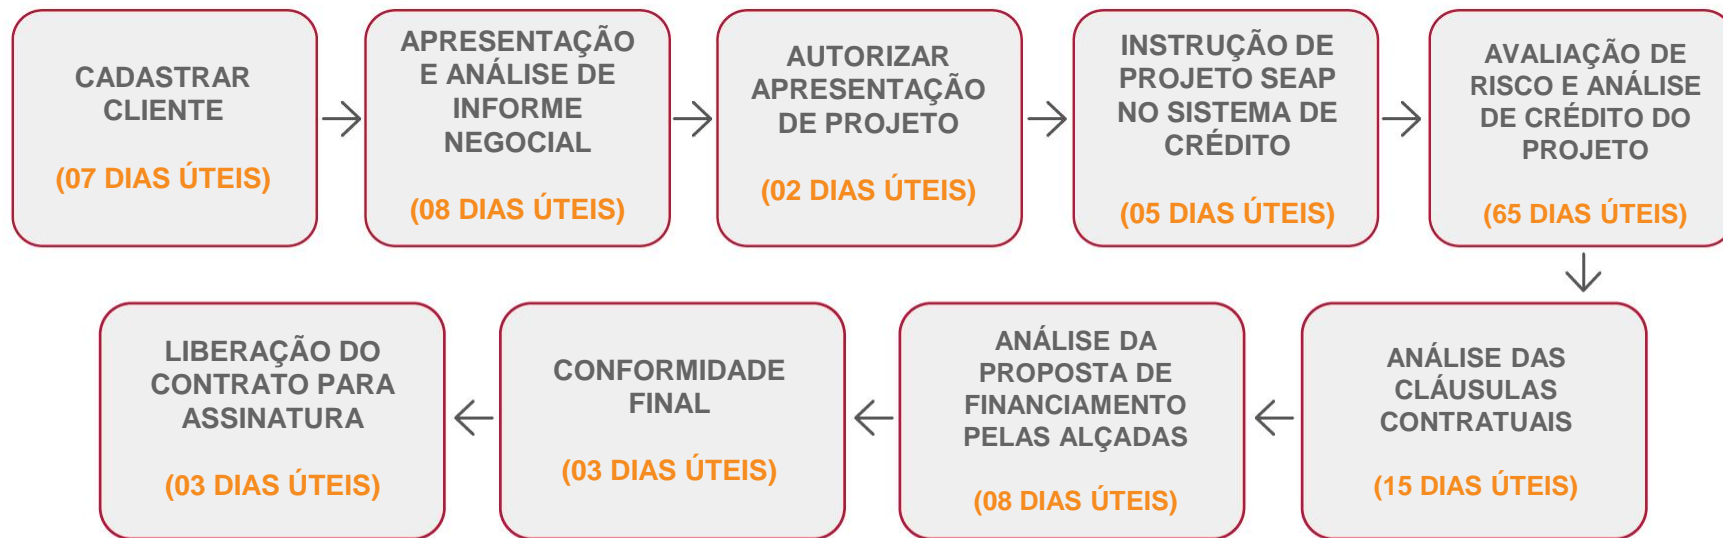 CADASTRAR
CLIENTE
(07 DIAS ÚTEIS)
APRESENTAÇÃO
E ANÁLISE DE
INFORME
NEGOCIAL
(08 DIAS ÚTEIS)
AUTORIZAR
APRESENTAÇÃO
DE PROJETO
(02 DIAS ÚTEIS)
INSTRUÇÃO DE
PROJETO SEAP
NO SISTEMA DE
CRÉDITO
(05 DIAS ÚTEIS)
AVALIAÇÃO DE
RISCO E ANÁLISE
DE CRÉDITO DO
PROJETO
(65 DIAS ÚTEIS)
ANÁLISE DAS
CLÁUSULAS
CONTRATUAIS
(15 DIAS ÚTEIS)
ANÁLISE DA
PROPOSTA DE
FINANCIAMENTO
PELAS ALÇADAS
(08 DIAS ÚTEIS)
CONFORMIDADE
FINAL
(03 DIAS ÚTEIS)
LIBERAÇÃO DO
CONTRATO PARA
ASSINATURA
(03 DIAS ÚTEIS)